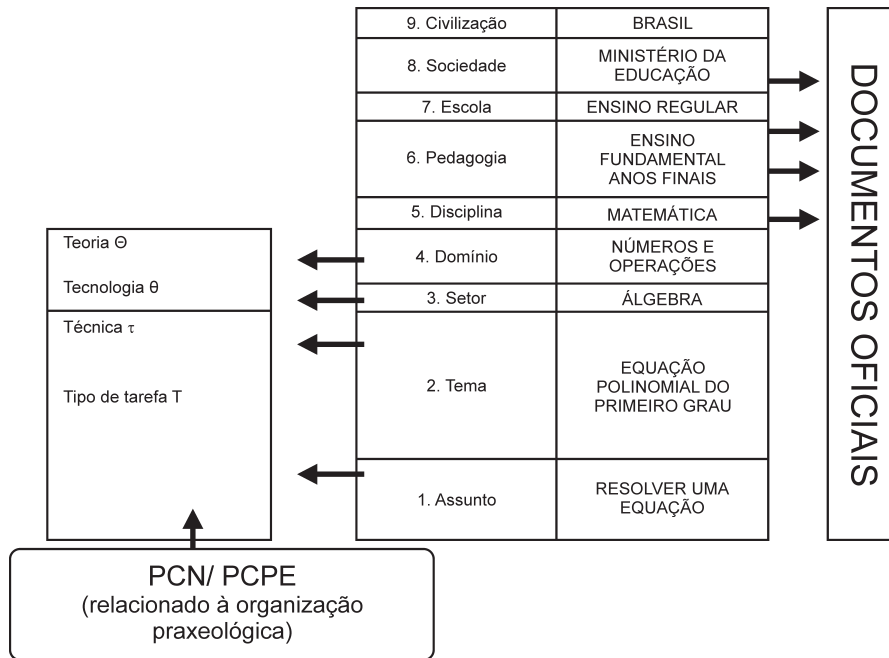 9. Civilização BRASIL
8. Sociedade MINISTÉRIO DA
EDUCAÇÃO
7. Escola ENSINO REGULAR
6. Pedagogia ENSINO
FUNDAMENTAL
ANOS FINAIS
5. Disciplina MATEMÁTICA
4. Domínio NÚMEROS E
OPERAÇÕES
3. Setor ÁLGEBRA
2. Tema EQUAÇÃO
POLINOMIAL DO
PRIMEIRO GRAU
1. Assunto RESOLVER UMA
EQUAÇÃO
Teoria Θ
Tecnologia θ
Técnica τ
Tipo de tarefa T
PCN/ PCPE
(relacionado à organização
praxeológica)
DOCUMENTOS OFICIAIS